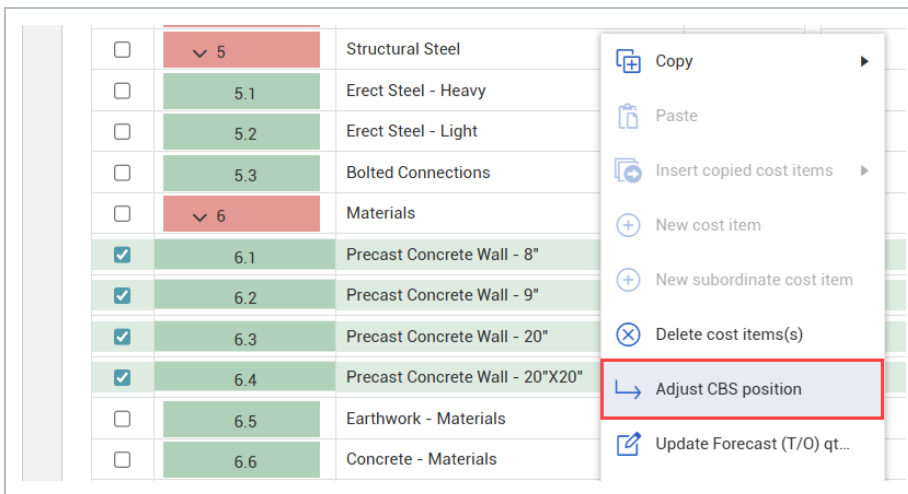 5 Structural Steel
5.1 Erect Steel - Heavy
5.2 Erect Steel - Light
5.3 Bolted Connections
6 Materials
6.1 Precast Concrete Wall - 8"
6.2 Precast Concrete Wall - 9"
6.3 Precast Concrete Wall - 20"
6.4 Precast Concrete Wall - 20"X20"
6.5 Earthwork - Materials
6.6 Concrete - Materials
Copy
Paste
Insert copied cost items
New cost item
New subordinate cost item
Delete cost items(s)
Adjust CBS position
Update Forecast (T/O) qt...